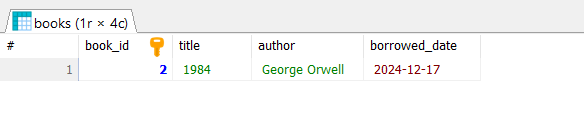 books (1r × 4c)
# book_id title author borrowed_date
1 2 1984 George Orwell 2024-12-17